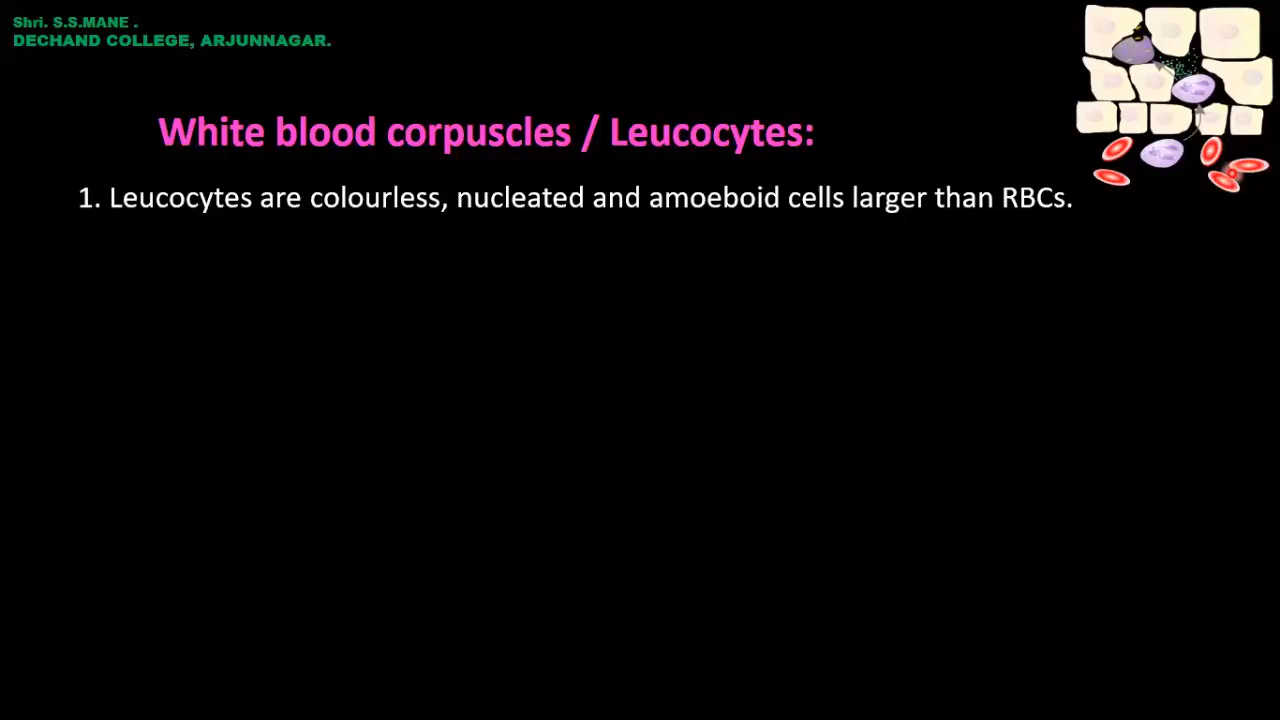 Shri. S.S.MANE .
DECHAND COLLEGE, ARJUNNAGAR.
White blood corpuscles / Leucocytes:
1. Leucocytes are colourless, nucleated and amoeboid cells larger than RBCs.